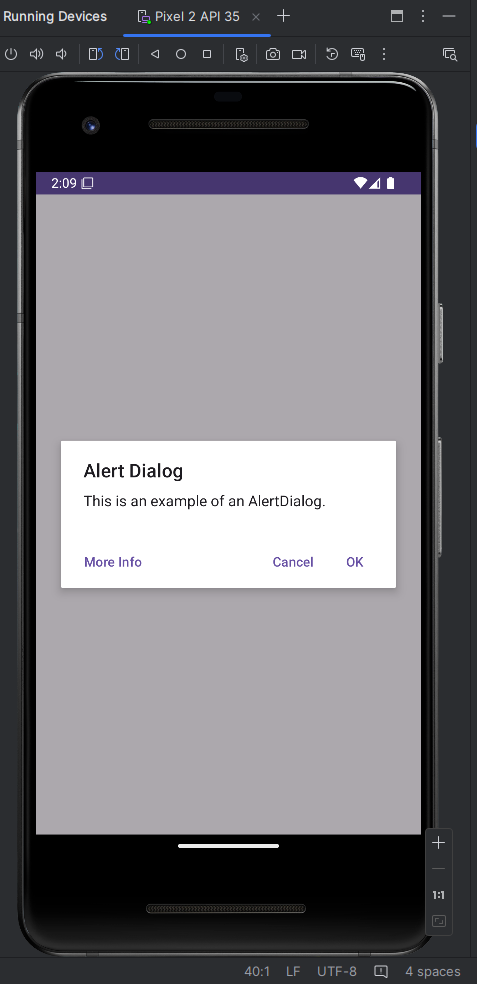 Running Devices Pixel 2 API 35
2:09
Alert Dialog
This is an example of an AlertDialog.
More Info Cancel OK
1:1
40:1 LF UTF-8 4 spaces